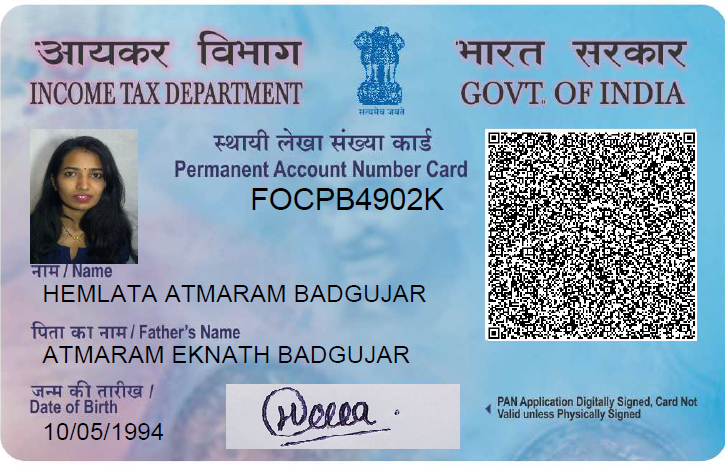 आयकर विभाग
INCOME TAX DEPARTMENT
सत्यमेव जयते
भारत सरकार
GOVT. OF INDIA
स्थायी लेखा संख्या कार्ड
Permanent Account Number Card
FOCPB4902K
नाम / Name
HEMLATA ATMARAM BADGUJAR
पिता का नाम / Father's Name
ATMARAM EKNATH BADGUJAR
जन्म की तारीख /
Date of Birth
10/05/1994
PAN Application Digitally Signed, Card Not
Valid unless Physically Signed